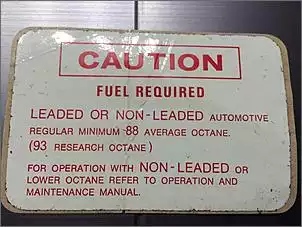 CAUTION
FUEL REQUIRED
LEADED OR NON-LEADED AUTOMOTIVE
REGULAR MINIMUM 88 AVERAGE OCTANE.
(93 RESEARCH OCTANE)
FOR OPERATION WITH NON-LEADED OR
LOWER OCTANE REFER TO OPERATION AND
MAINTENANCE MANUAL.